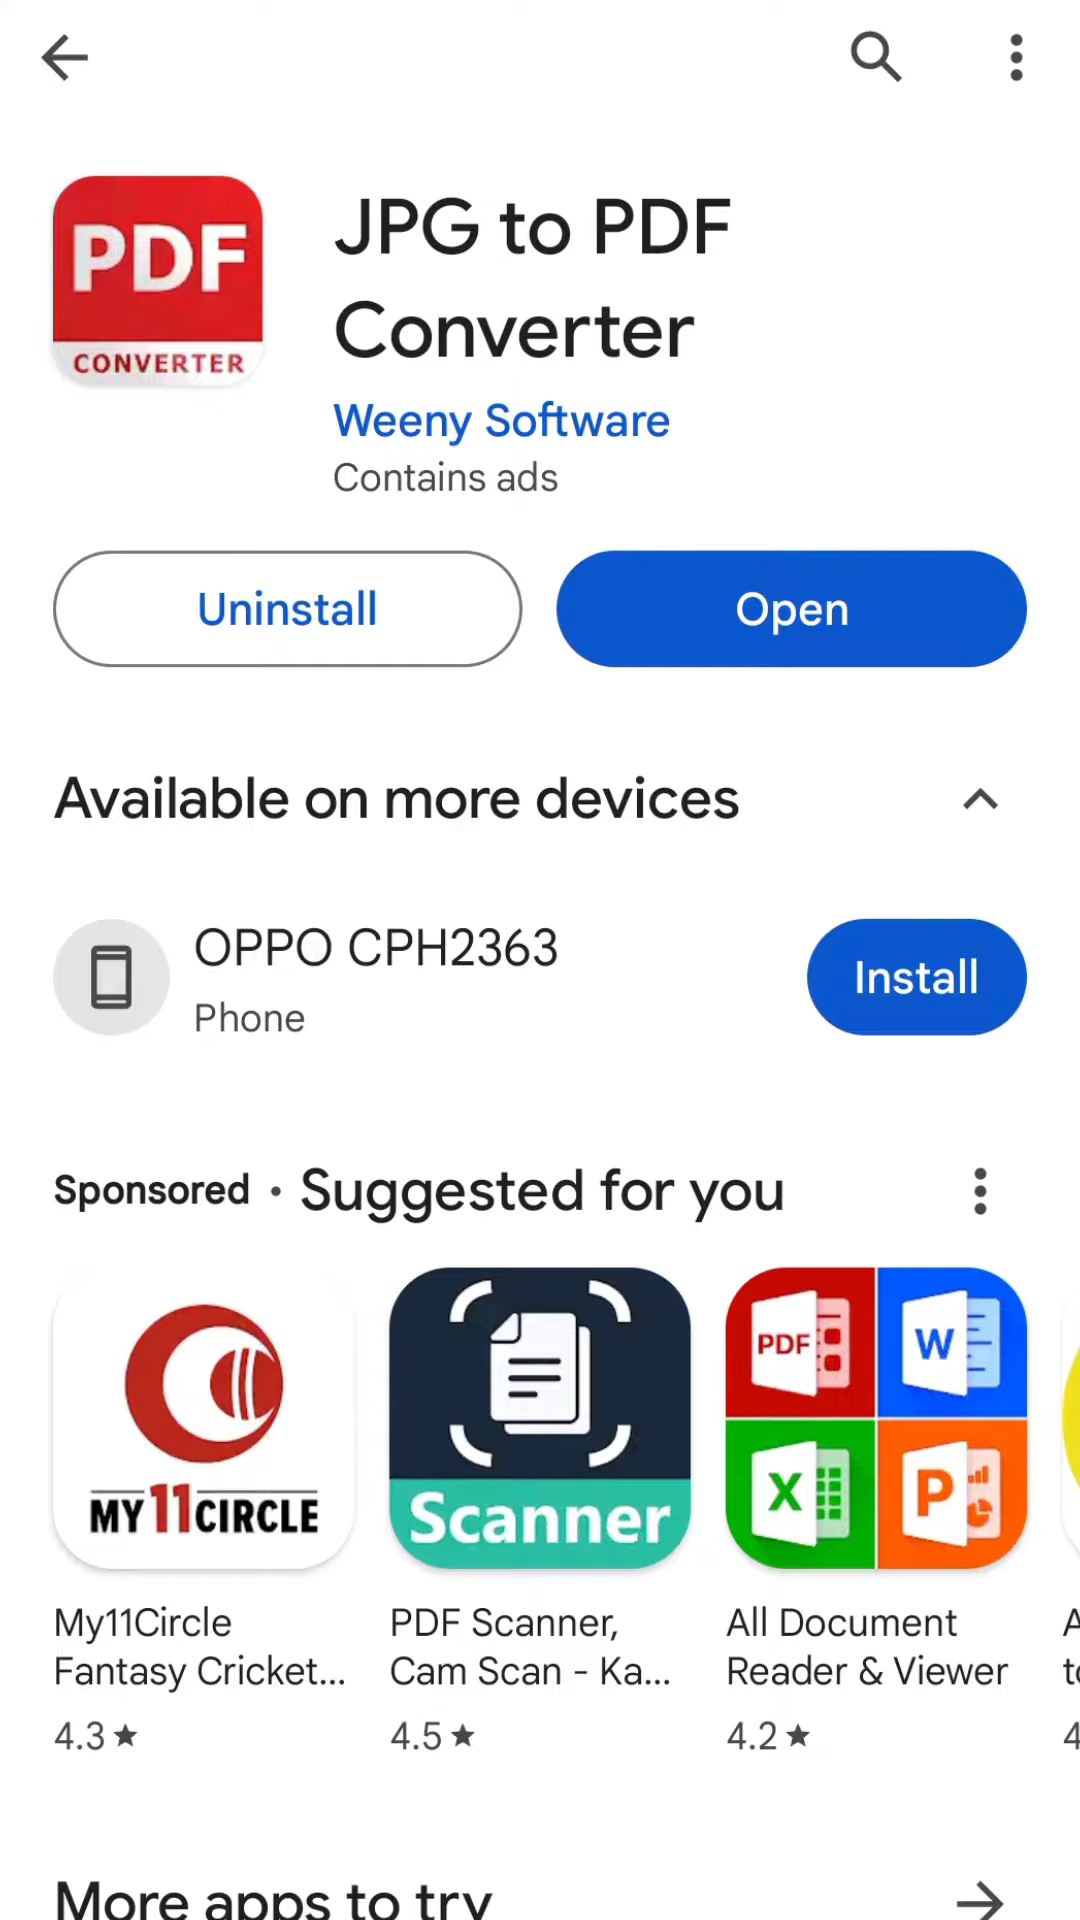 PDF
CONVERTER
JPG to PDF
Converter
Weeny Software
Contains ads
Uninstall
Open
Available on more devices
OPPO CPH2363
Phone
Install
Sponsored • Suggested for you
MY11CIRCLE
Scanner
PDF
W
X
P
My11Circle
Fantasy Cricket...
4.3★
PDF Scanner,
Cam Scan - Ka...
4.5★
All Document
Reader & Viewer
4.2★
More apps to try